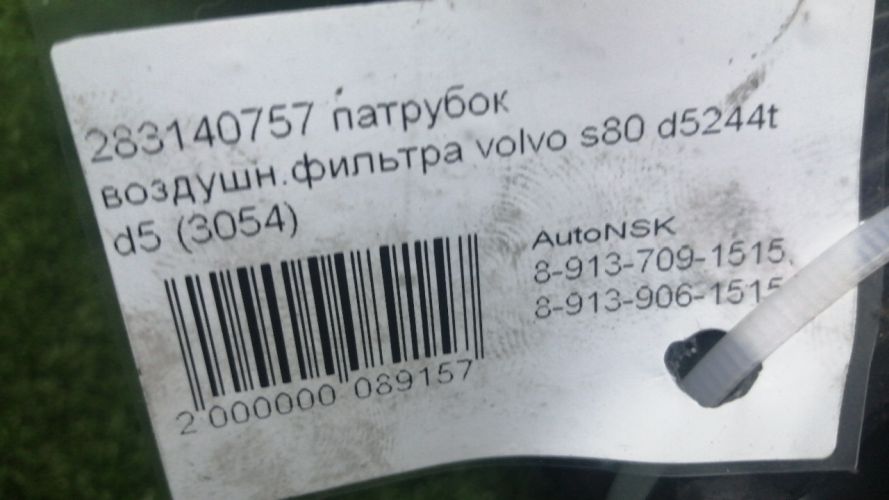 283140757 патрубок
воздушн.фильтра volvo s80 d5244t
d5 (3054)
AutoNSK
8-913-709-1515,
8-913-906-1515
2 000000 089157